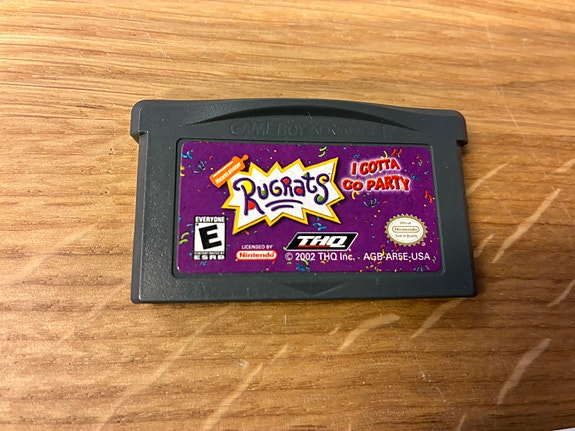 GAME BOY ADVANCE
NICKELODEON
RUGRATS
I GOTTA
GO PARTY
EVERYONE
E
ESRB
LICENSED BY
Nintendo
THQ
© 2002 THQ Inc.
AGB-AR5E-USA
Official
Nintendo
Seal of Quality